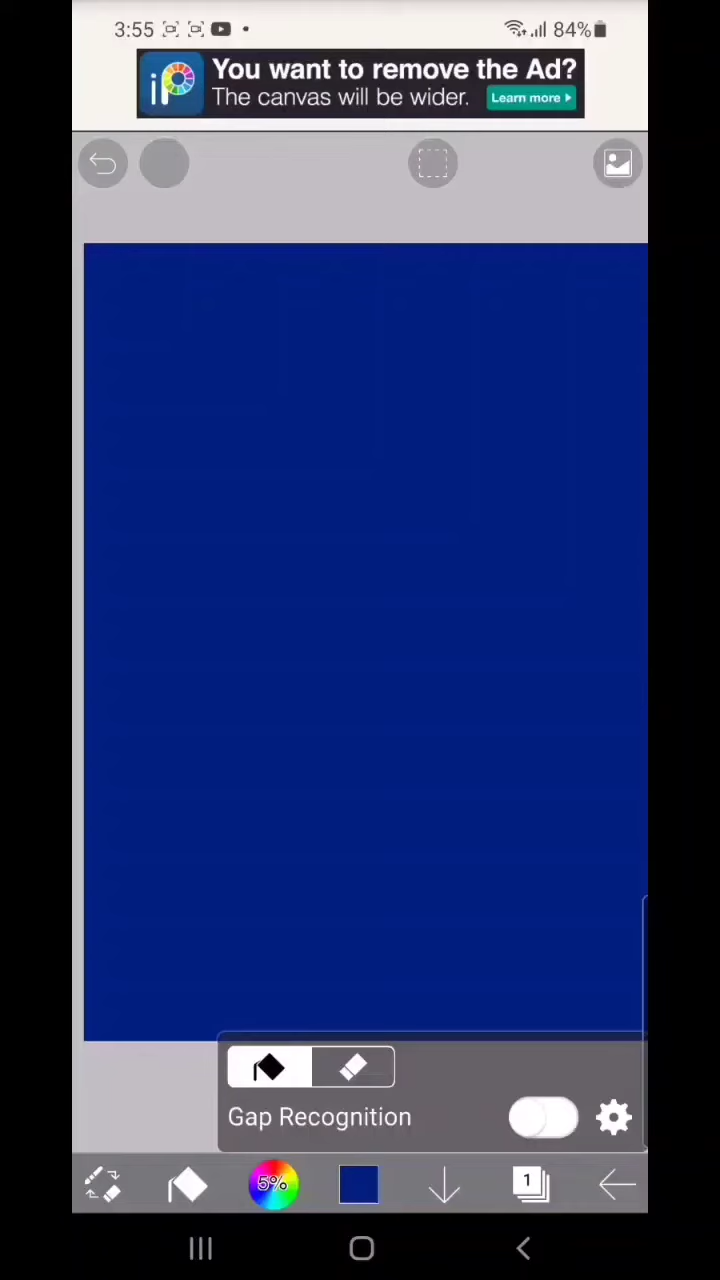 3:55
84%
iP
You want to remove the Ad?
The canvas will be wider.
Learn more
Gap Recognition
5%
1